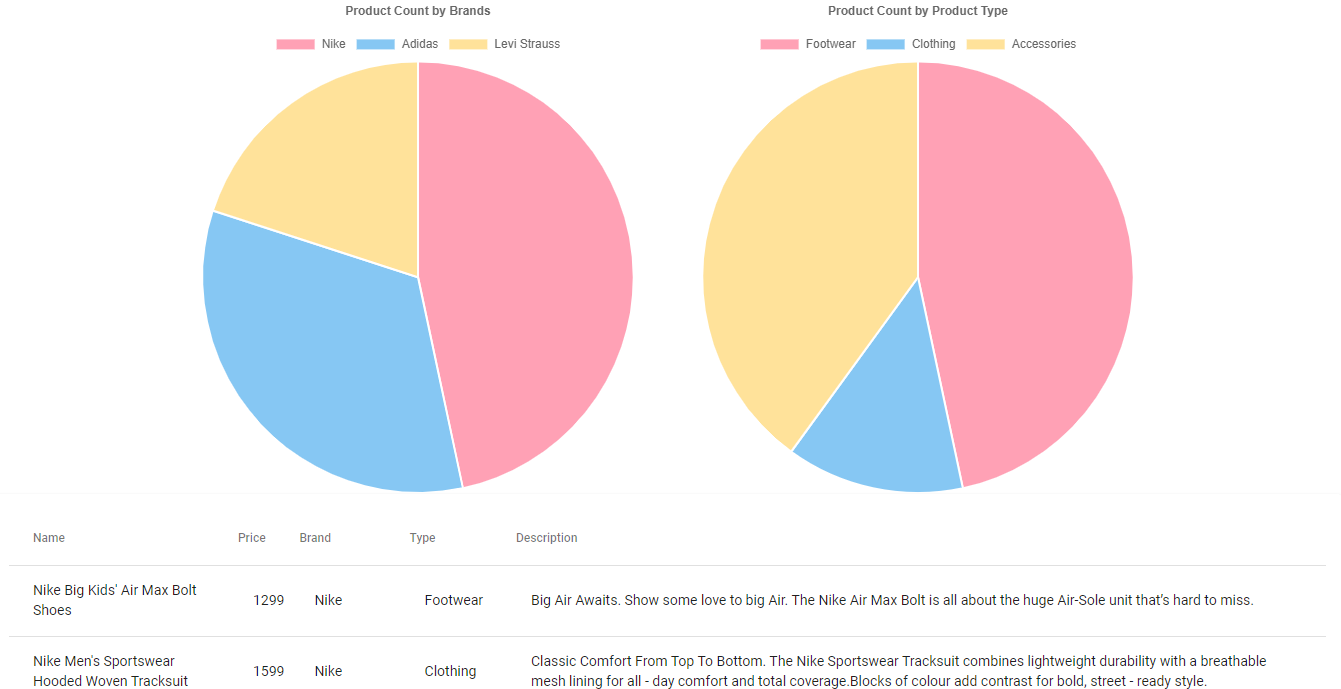 Product Count by Brands
Nike Adidas Levi Strauss
Product Count by Product Type
Footwear Clothing Accessories
Name Price Brand Type Description
Nike Big Kids' Air Max Bolt
Shoes
1299 Nike Footwear Big Air Awaits. Show some love to big Air. The Nike Air Max Bolt is all about the huge Air-Sole unit that's hard to miss.
Nike Men's Sportswear
Hooded Woven Tracksuit
1599 Nike Clothing
Classic Comfort From Top To Bottom. The Nike Sportswear Tracksuit combines lightweight durability with a breathable
mesh lining for all - day comfort and total coverage.Blocks of colour add contrast for bold, street - ready style.